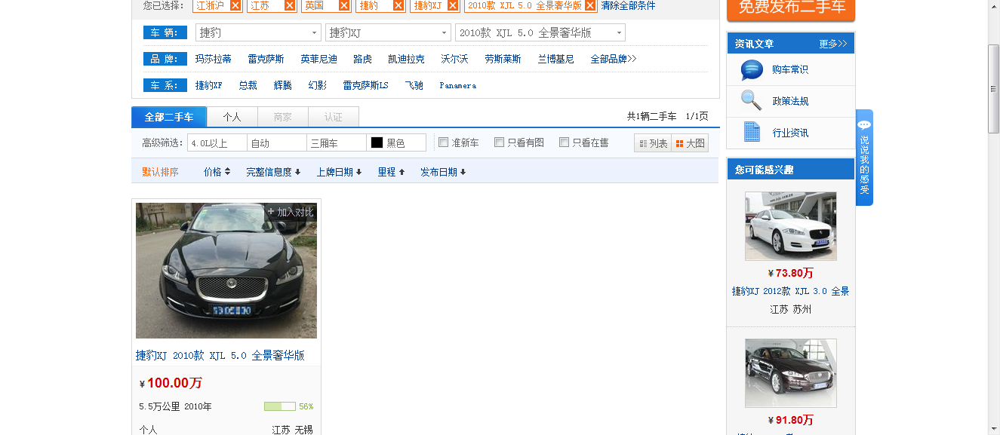 您已选择： 江浙沪 江苏 英国 捷豹 捷豹XJ 2010款 XJL 5.0 全景奢华版 清除全部条件
车 辆： 捷豹 捷豹XJ 2010款 XJL 5.0 全景奢华版
品 牌： 玛莎拉蒂 雷克萨斯 英菲尼迪 路虎 凯迪拉克 沃尔沃 劳斯莱斯 兰博基尼 全部品牌>>
车 系： 捷豹XF 总裁 辉腾 幻影 雷克萨斯LS 飞驰 Panamera
全部二手车 个人 商家 认证 共1辆二手车 1/1页
高级筛选： 4.0L以上 自动 三厢车 黑色 准新车 只看有图 只看在售 列表 大图
默认排序 价格 完整信息度 上牌日期 里程 发布日期
+ 加入对比
捷豹XJ 2010款 XJL 5.0 全景奢华版
¥ 100.00万
5.5万公里 2010年 56%
个人 江苏 无锡
免费发布二手车
资讯文章 更多>>
购车常识
政策法规
行业资讯
您可能感兴趣
¥ 73.80万
捷豹XJ 2012款 XJL 3.0 全景
江苏 苏州
¥ 91.80万
说说我的感受